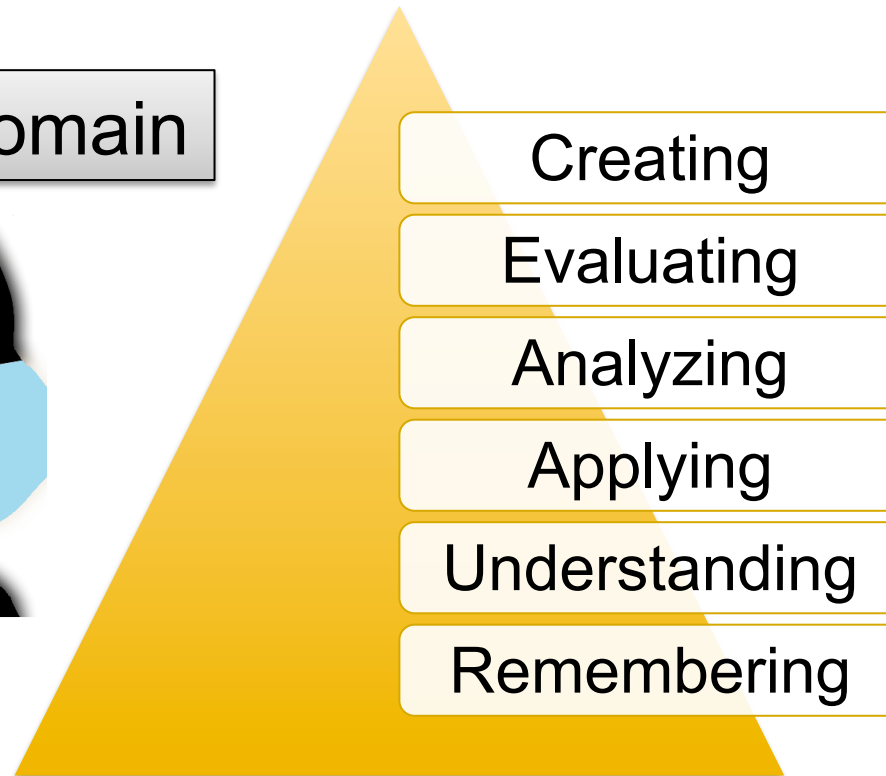 omain
Creating
Evaluating
Analyzing
Applying
Understanding
Remembering